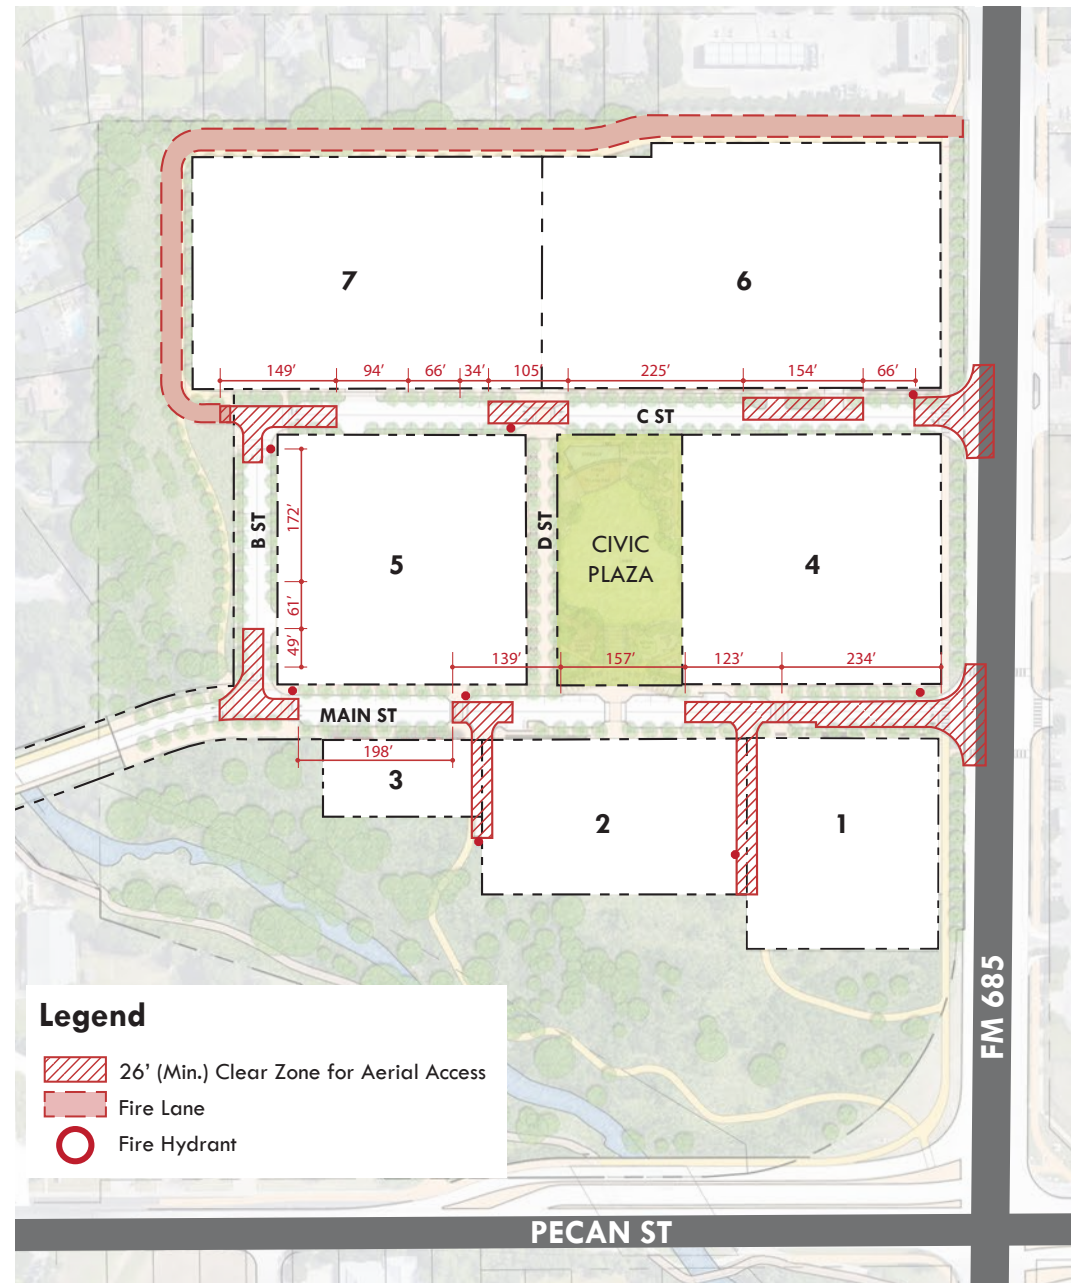 7
6
149’
94’
66’
34’
105’
225’
154’
66’
C ST
B ST
172’
61’
49’
5
D ST
CIVIC
PLAZA
4
139’
157’
123’
234’
MAIN ST
198’
3
2
1
FM 685
Legend
26’ (Min.) Clear Zone for Aerial Access
Fire Lane
Fire Hydrant
PECAN ST